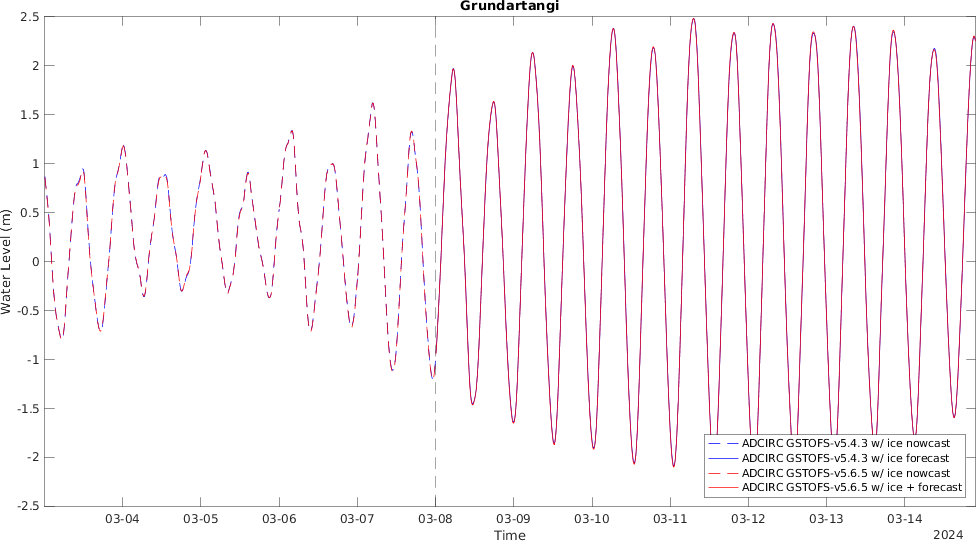 Grundartangi
2.5
2
1.5
1
0.5
0
-0.5
-1
-1.5
-2
-2.5
Water Level (m)
ADCIRC GSTOFS-v5.4.3 w/ ice nowcast
ADCIRC GSTOFS-v5.4.3 w/ ice forecast
ADCIRC GSTOFS-v5.6.5 w/ ice nowcast
ADCIRC GSTOFS-v5.6.5 w/ ice + forecast
03-04 03-05 03-06 03-07 03-08 03-09 03-10 03-11 03-12 03-13 03-14
Time 2024